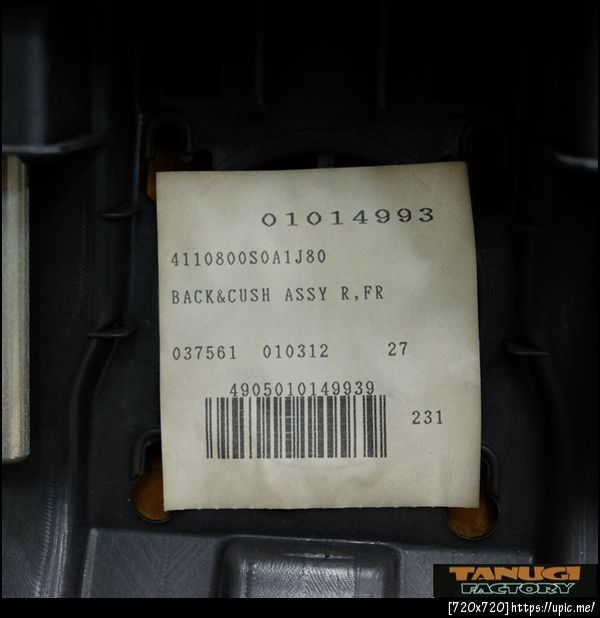 01014993
4110800S0A1J80
BACK&CUSH ASSY R,FR
037561 010312 27
4905010149939
231
TANUGI
FACTORY
[720x720]https://upic.me/